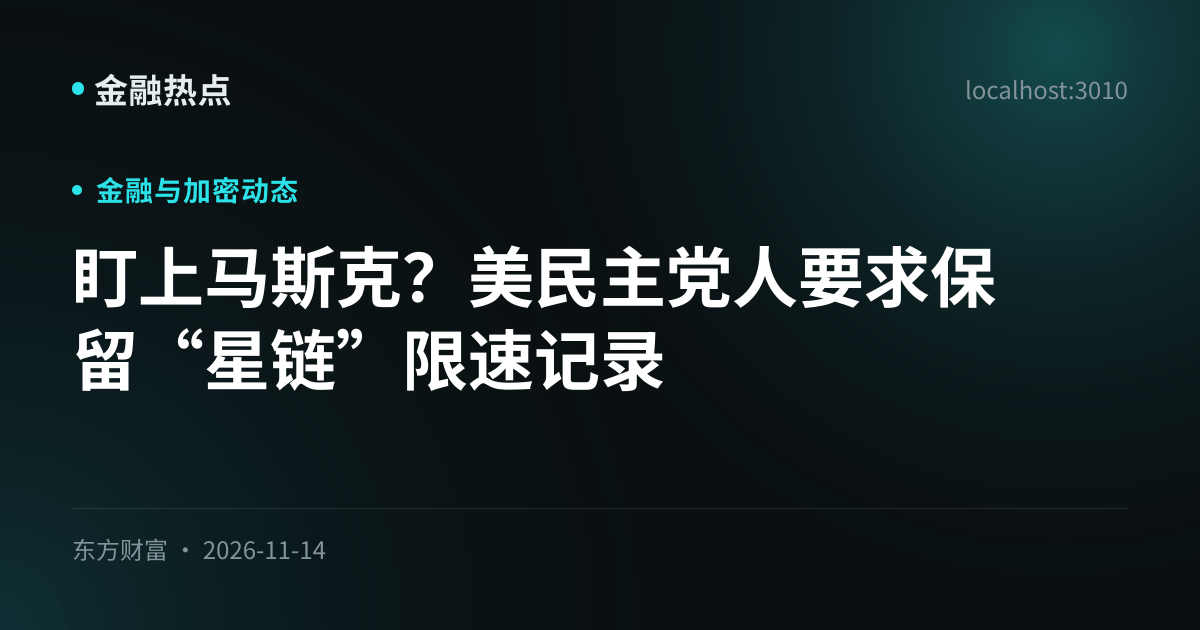 金融热点
localhost:3010
金融与加密动态
盯上马斯克？美民主党人要求保
留“星链”限速记录
东方财富 · 2026-11-14